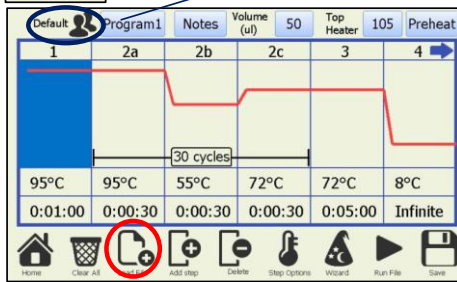 Default Program1 Notes Volume (ul) 50 Top Heater 105 Preheat
1 2a 2b 2c 3 4
30 cycles
95°C 95°C 55°C 72°C 72°C 8°C
0:01:00 0:00:30 0:00:30 0:00:30 0:05:00 Infinite
Home Clear All Add step Delete Step Options Wizard Run File Save